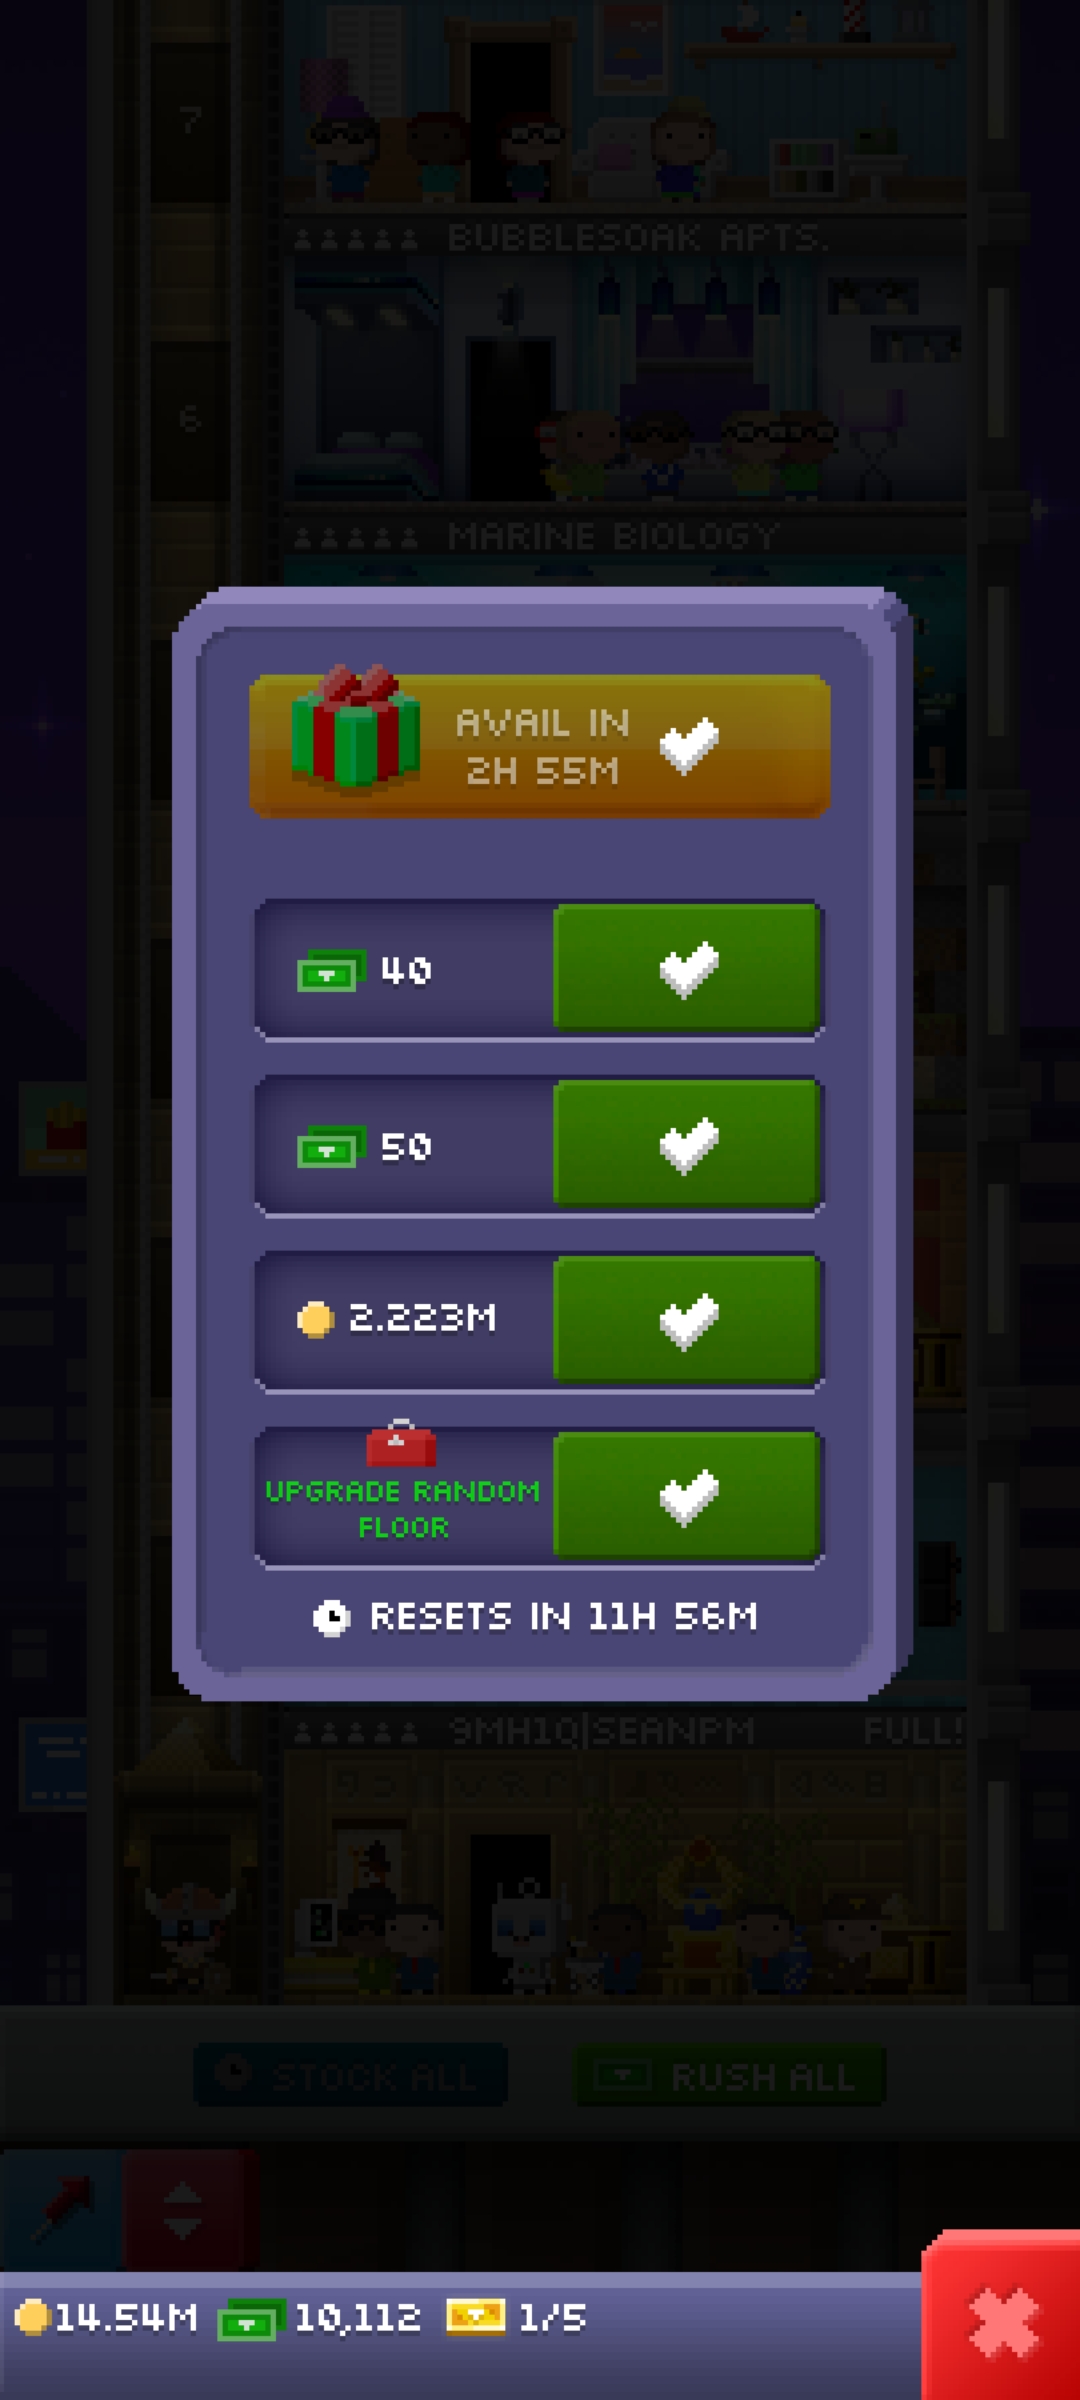 7
BUBBLESOAK APTS.
6
MARINE BIOLOGY
AVAIL IN
2H 55M
40
50
2.223M
UPGRADE RANDOM
FLOOR
RESETS IN 11H 56M
9MH1Q|SEANPM FULL!
STOCK ALL RUSH ALL
14.54M 10,112 1/5